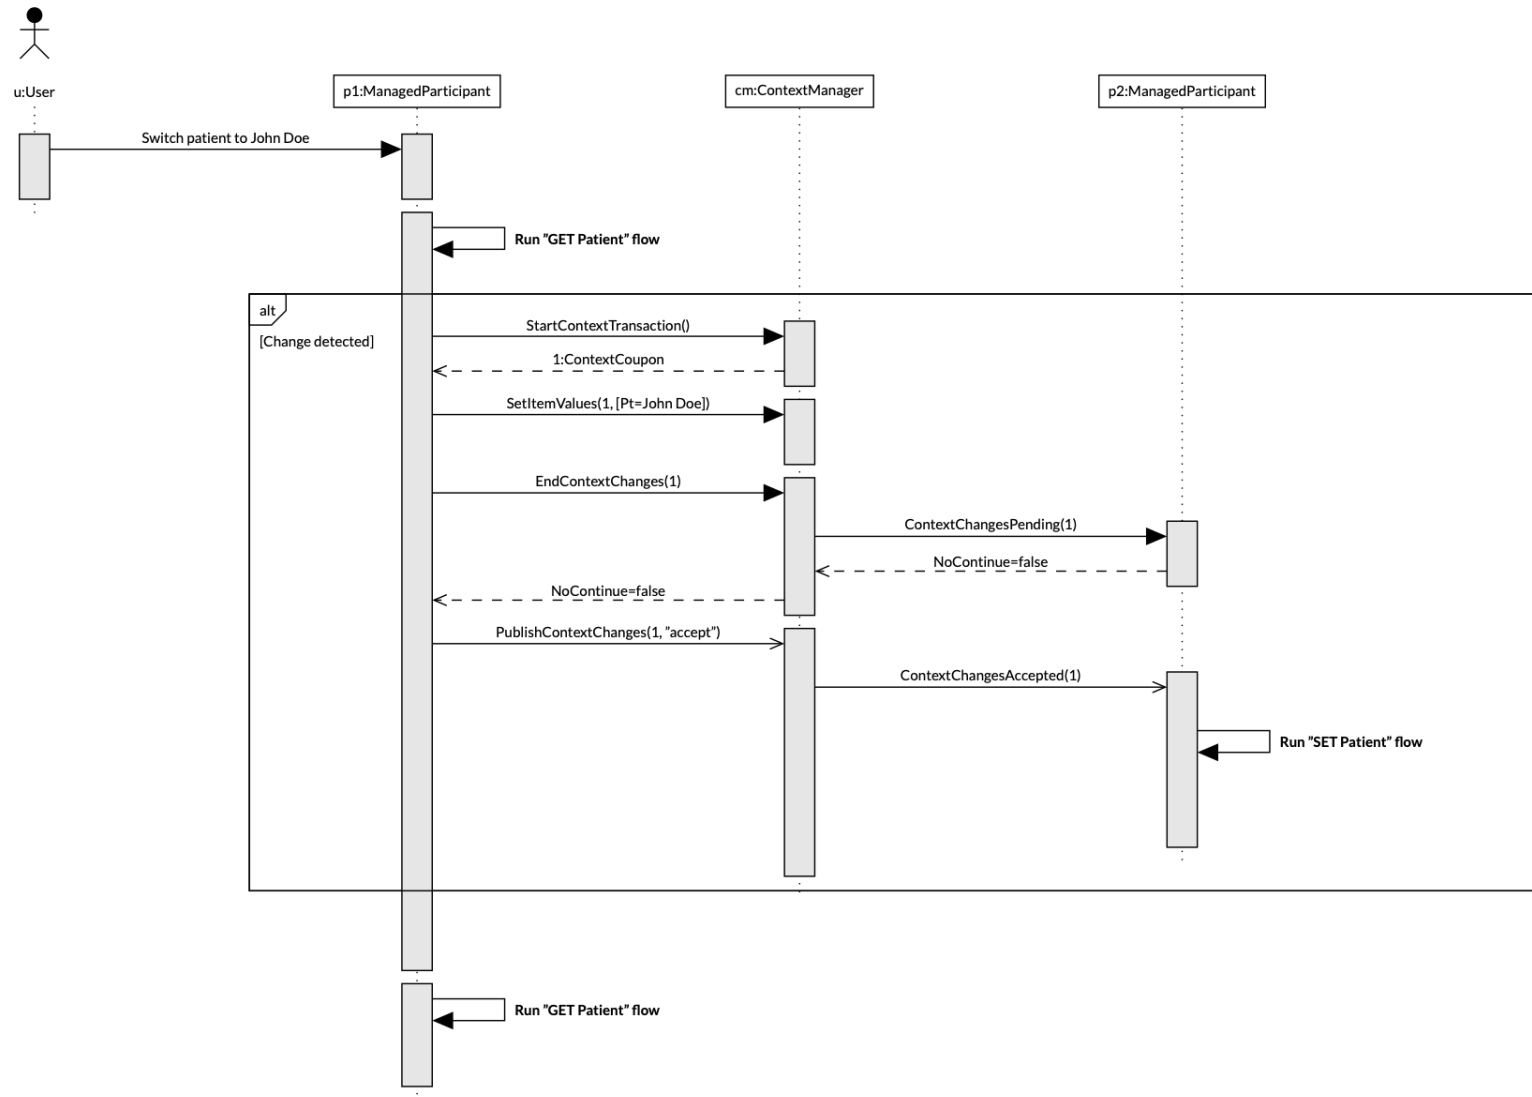 u:User
p1:ManagedParticipant
cm:ContextManager
p2:ManagedParticipant
Switch patient to John Doe
Run ”GET Patient” flow
alt
[Change detected]
StartContextTransaction()
1:ContextCoupon
SetItemValues(1, [Pt=John Doe])
EndContextChanges(1)
ContextChangesPending(1)
NoContinue=false
NoContinue=false
PublishContextChanges(1, ”accept”)
ContextChangesAccepted(1)
Run ”SET Patient” flow
Run ”GET Patient” flow